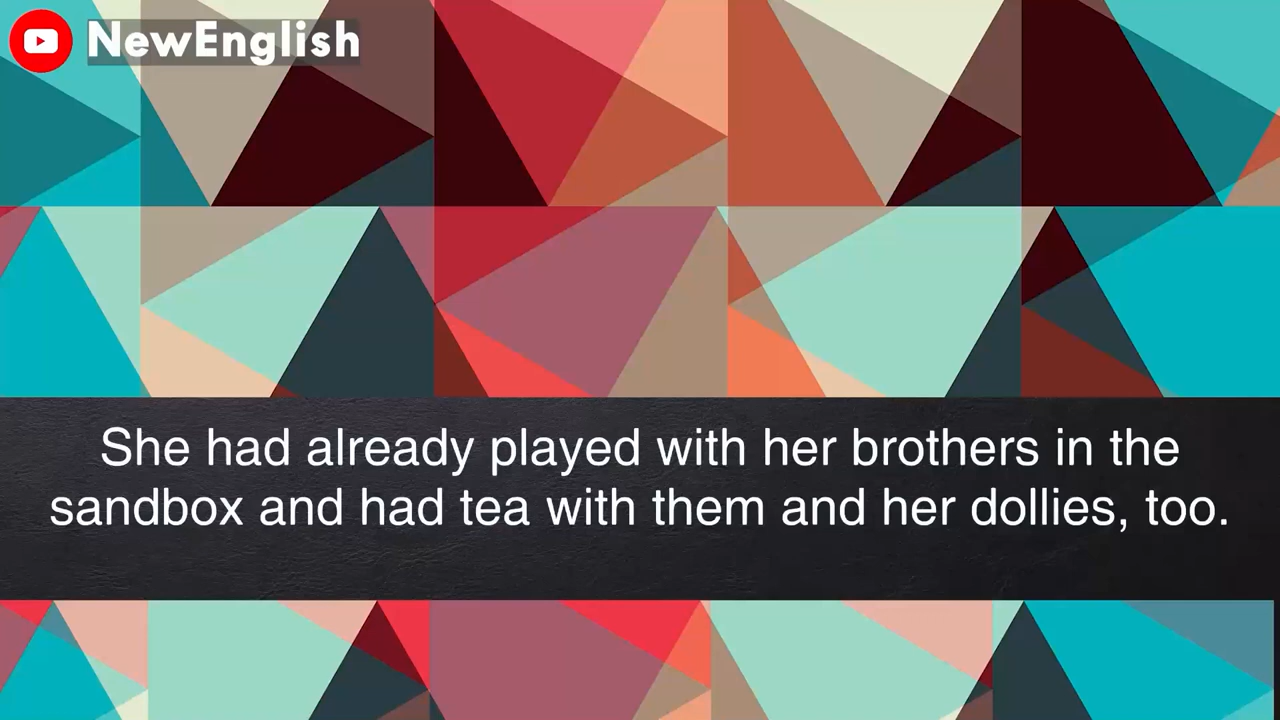 NewEnglish
She had already played with her brothers in the
sandbox and had tea with them and her dollies, too.